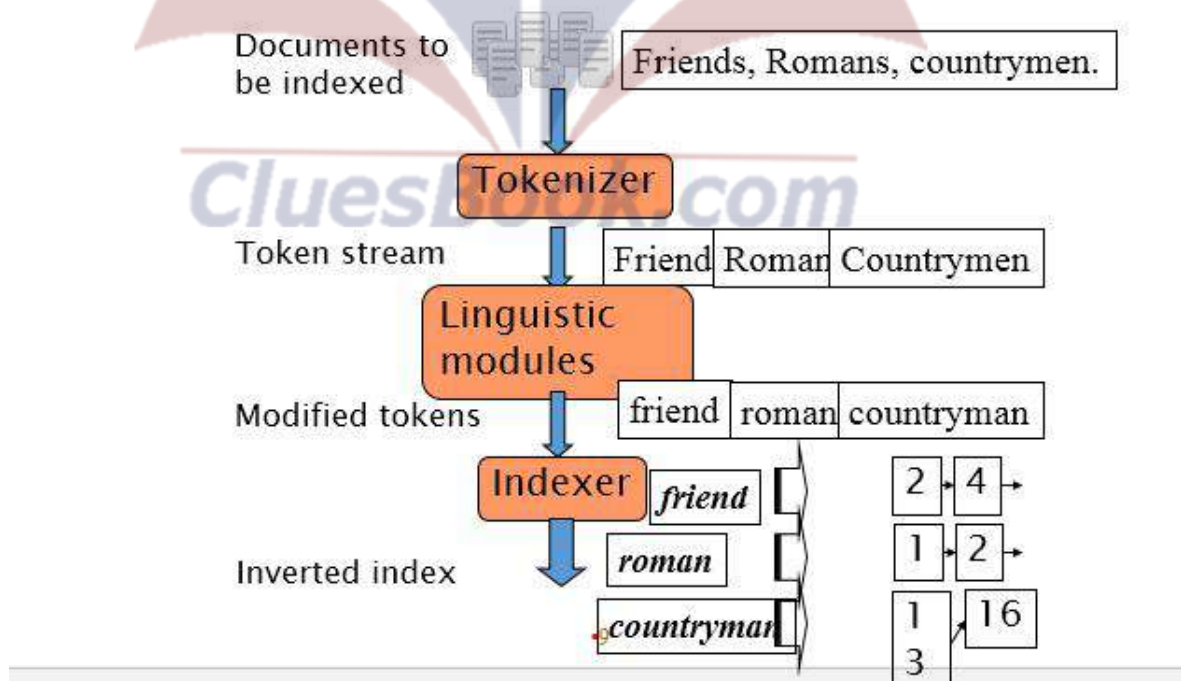 Documents to
be indexed
Friends, Romans, countrymen.
CluesBook.com
Tokenizer
Token stream
Friend Roman Countrymen
Linguistic
modules
Modified tokens
friend roman countryman
Indexer
friend
2 4
roman
1 2
Inverted index
countryman
1
3
16
9